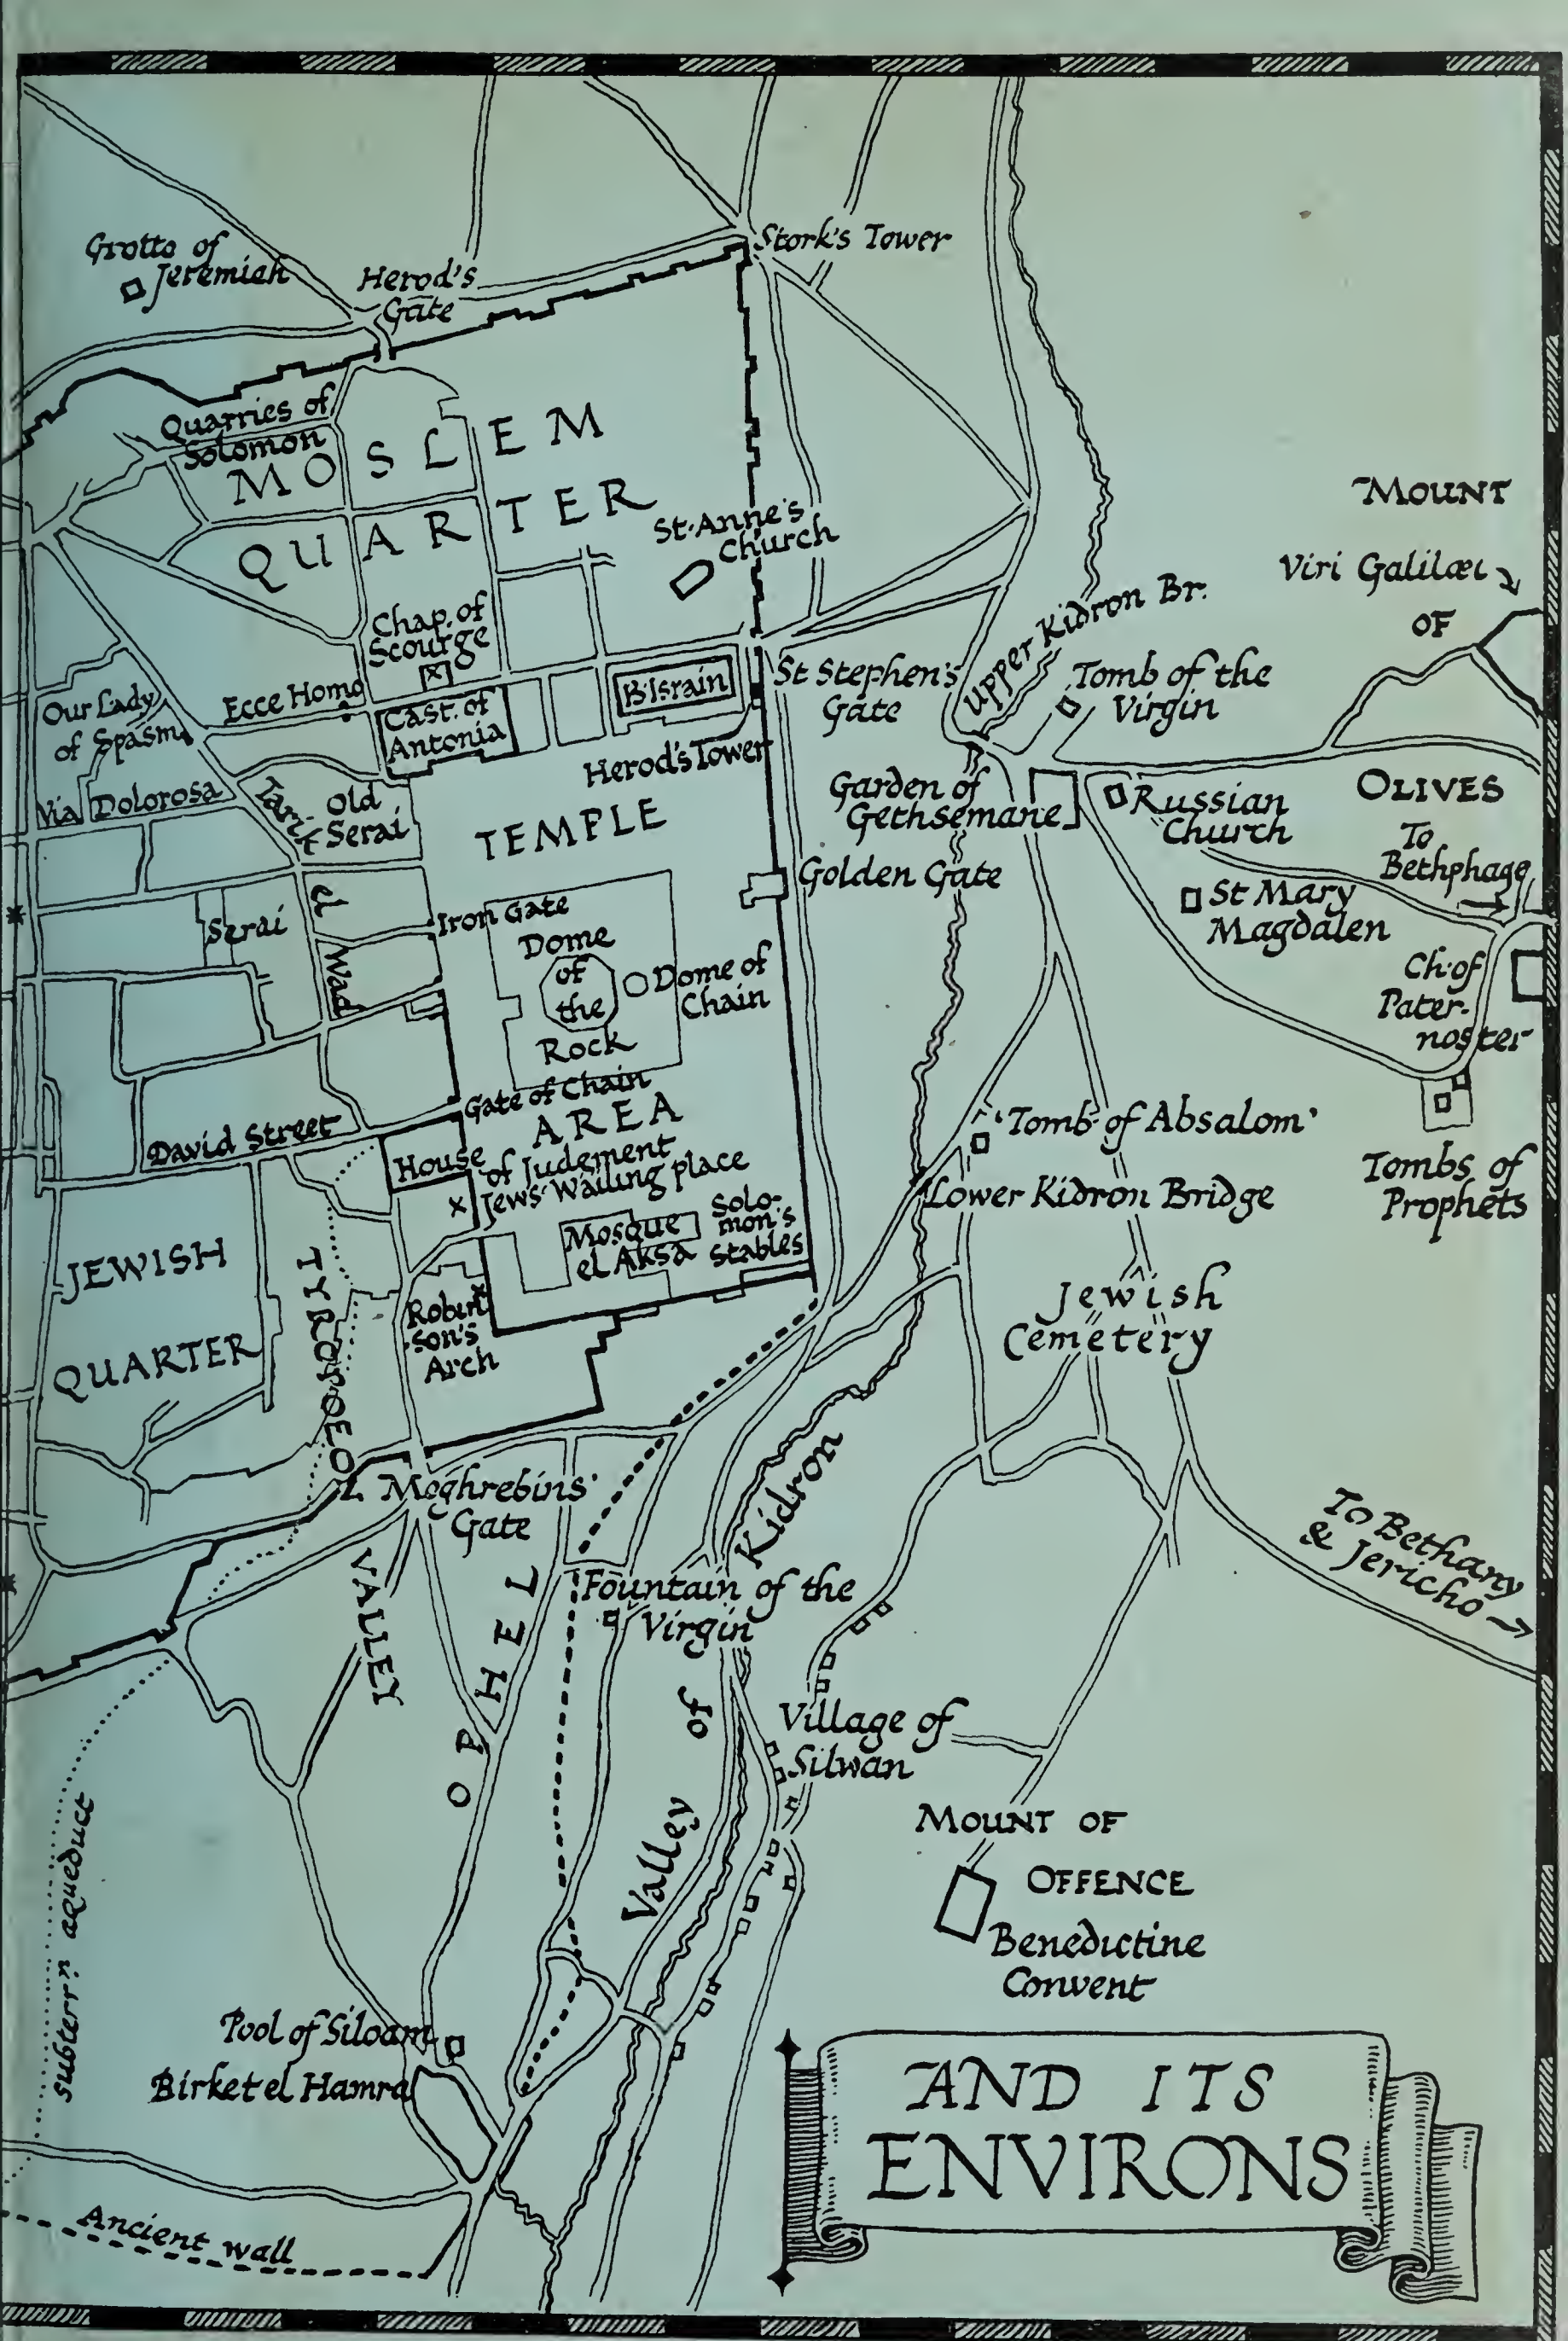 Stork's Tower
Grotto of
Jeremiah
Herod's
Gate
Quarries of
Solomon
MOSLEM
QUARTER
St. Anne's
Church
MOUNT
Viri Galilæi
OF
OLIVES
Chap. of
Scourge
Upper Kidron Br.
Tomb of the
Virgin
St Stephen's
Gate
B. Israin
Our Lady
of Spasm
Ecce Homo
Cast. of
Antonia
Herod's Tower
Via Dolorosa
Tarik
el
Wad
Old
Serai
TEMPLE
Garden of
Gethsemane
Russian
Church
To
Bethphage
Golden Gate
St Mary
Magdalen
Serai
Iron Gate
Dome
of
the
Rock
Dome of
Chain
Ch. of
Pater-
noster
Gate of Chain
AREA
David Street
House
of Judement
Jews' Wailing place
'Tomb of Absalom'
Tombs of
Prophets
Lower Kidron Bridge
Mosque
el Aksa
Solo-
mon's
Stables
JEWISH
QUARTER
TYROPOEON
VALLEY
Robin-
son's
Arch
Jewish
Cemetery
Moghrebins'
Gate
Valley
of
Kidron
To Bethany
& Jericho
OPHEL
Fountain of the
Virgin
Village of
Silwan
MOUNT OF
OFFENCE
Benedictine
Convent
subterrn. aqueduct
Pool of Siloam
Birket el Hamra
Ancient wall
AND ITS
ENVIRONS